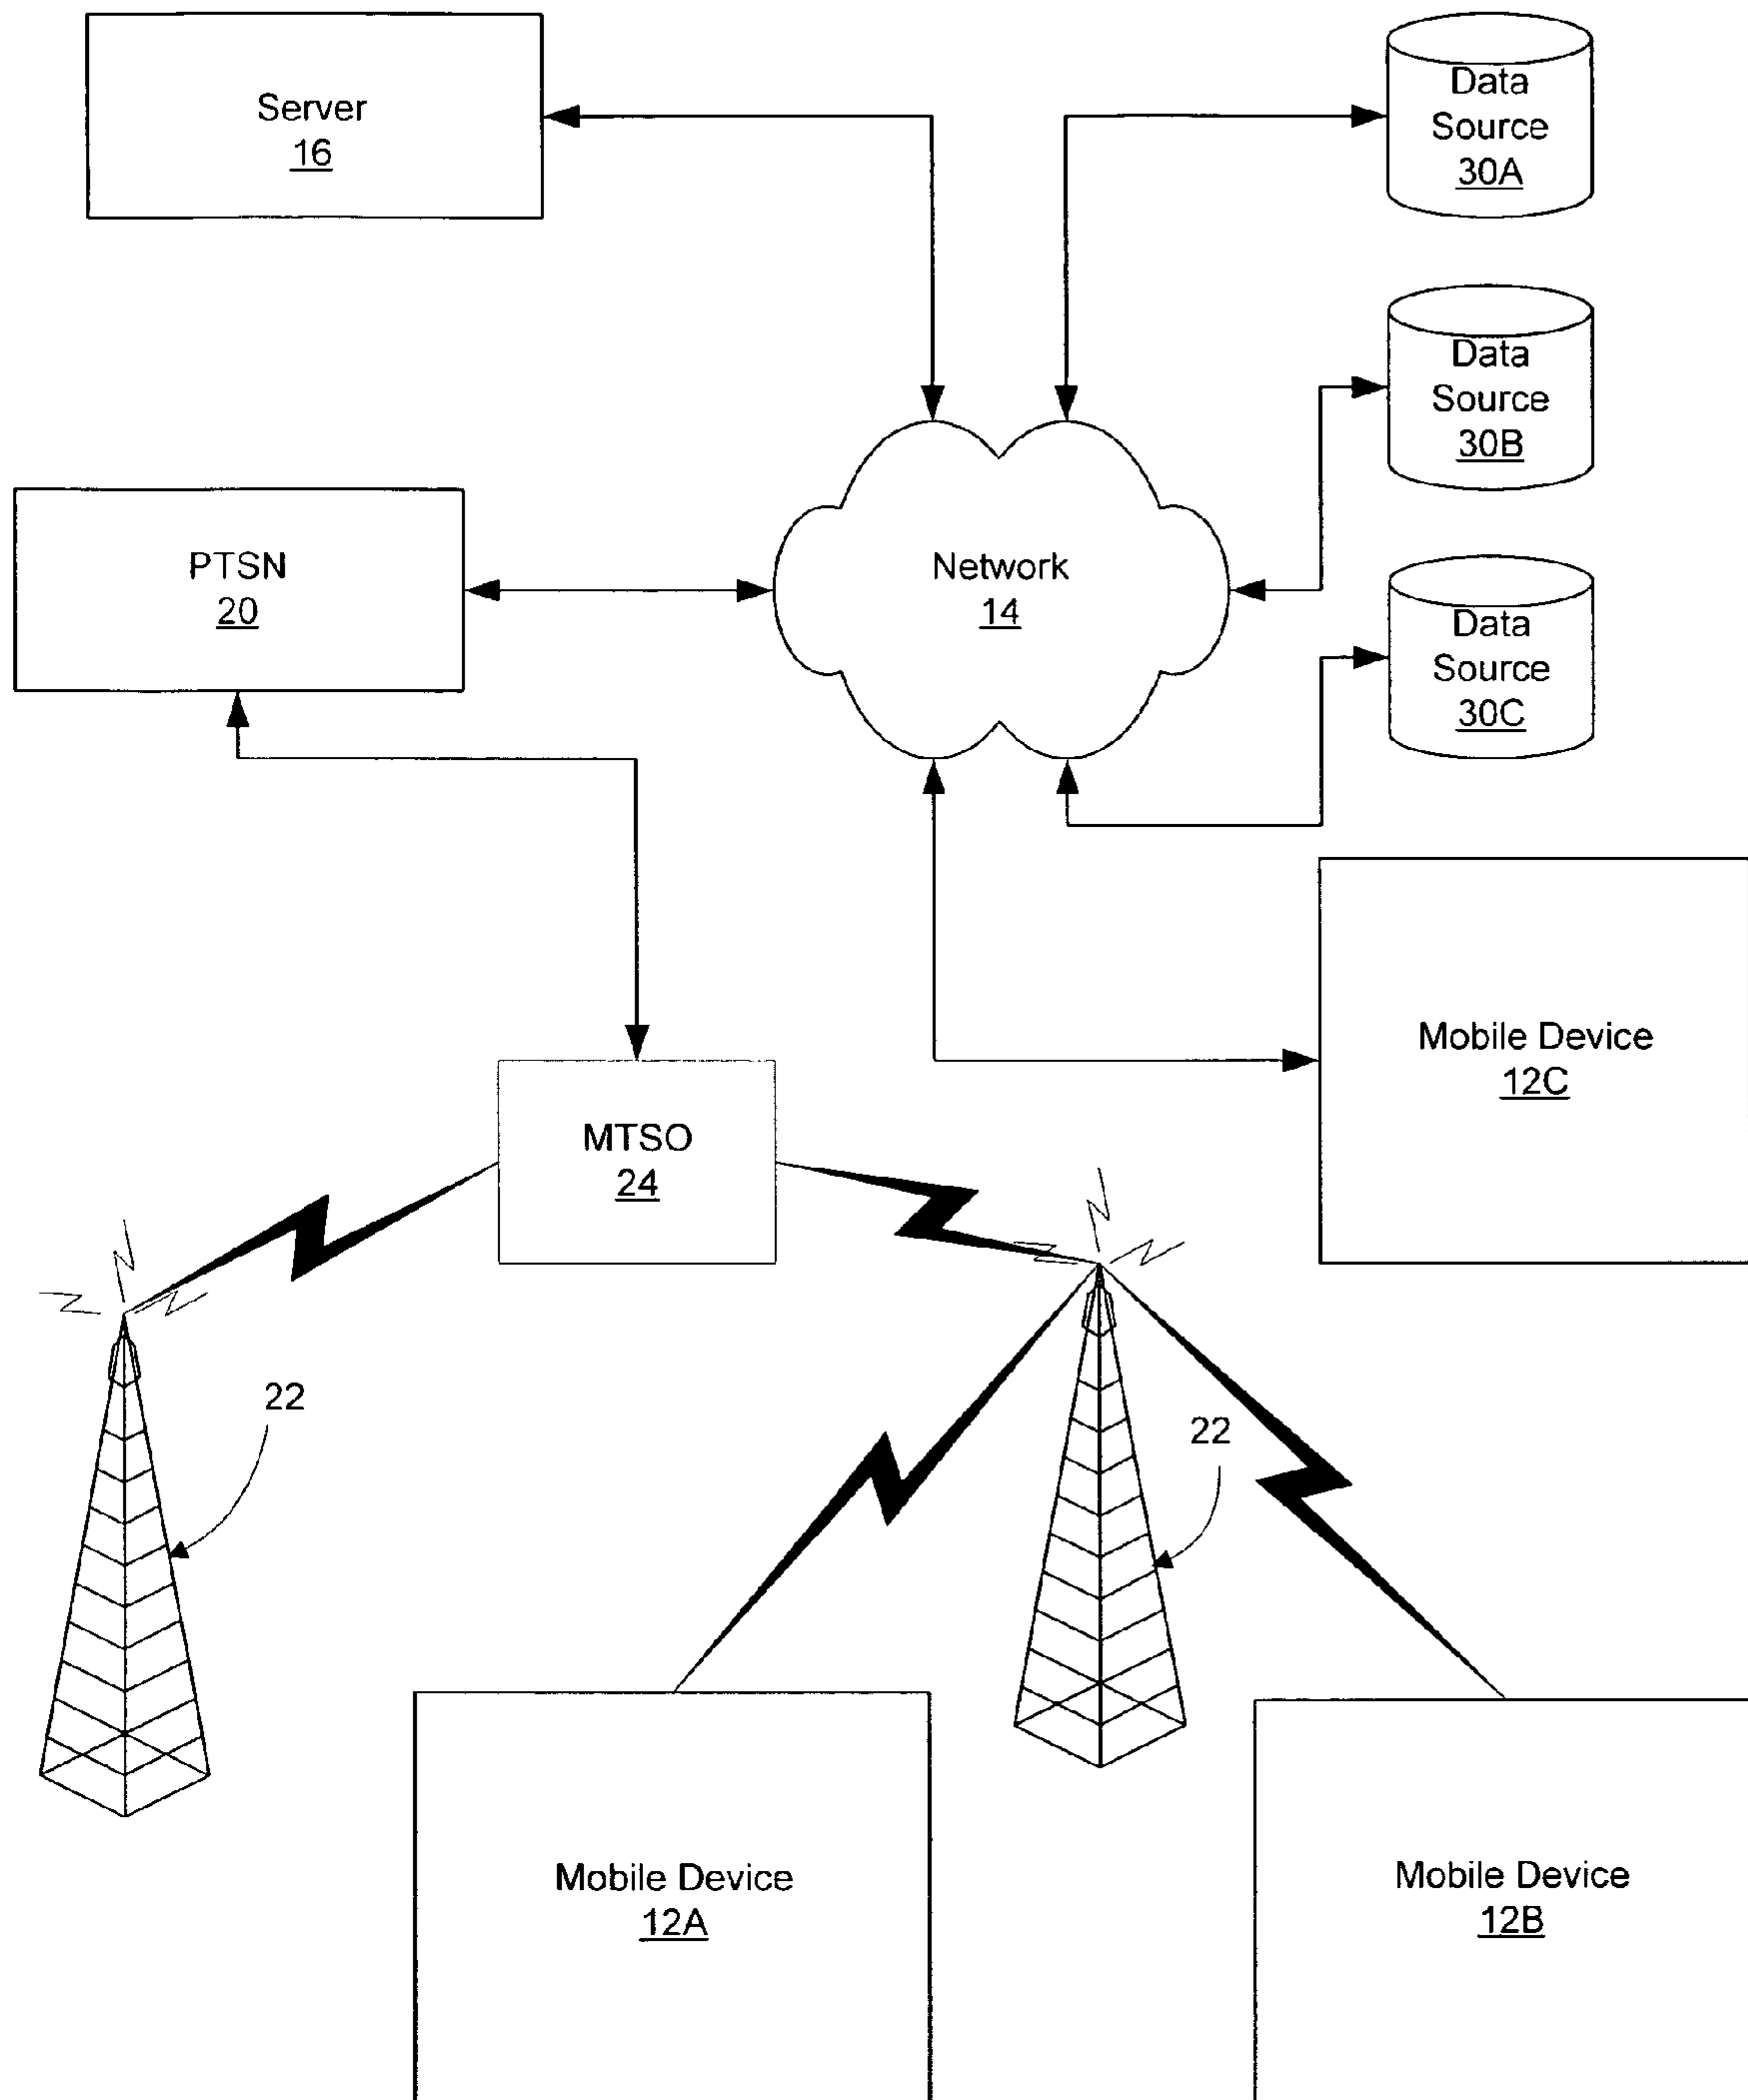 Server
16
Data
Source
30A
Data
Source
30B
PTSN
20
Network
14
Data
Source
30C
Mobile Device
12C
MTSO
24
22
22
Mobile Device
12A
Mobile Device
12B